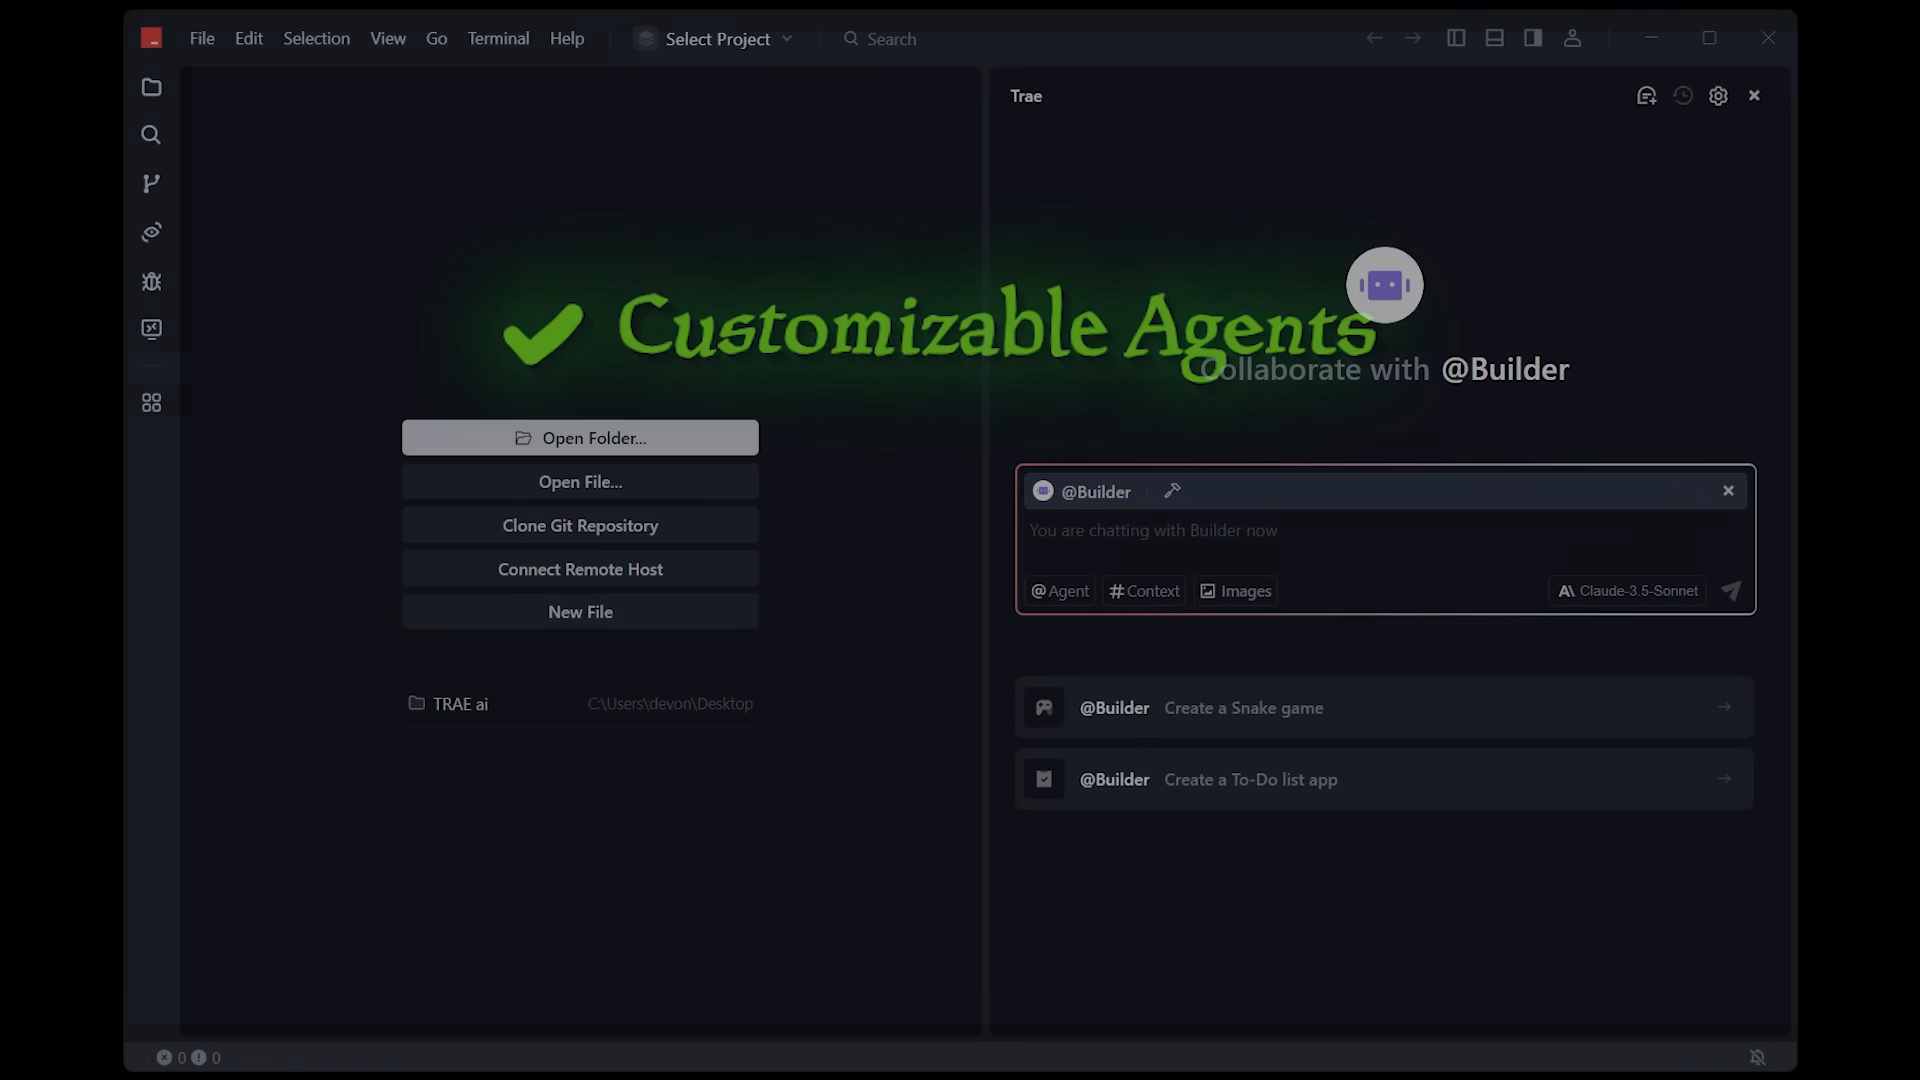 File Edit Selection View Go Terminal Help Select Project Search
Trae
✔ Customizable Agents
Collaborate with @Builder
Open Folder...
Open File...
Clone Git Repository
Connect Remote Host
New File
TRAE ai C:\Users\devon\Desktop
@Builder
You are chatting with Builder now
@Agent #Context Images Claude-3.5-Sonnet
@Builder Create a Snake game
@Builder Create a To-Do list app
0 0